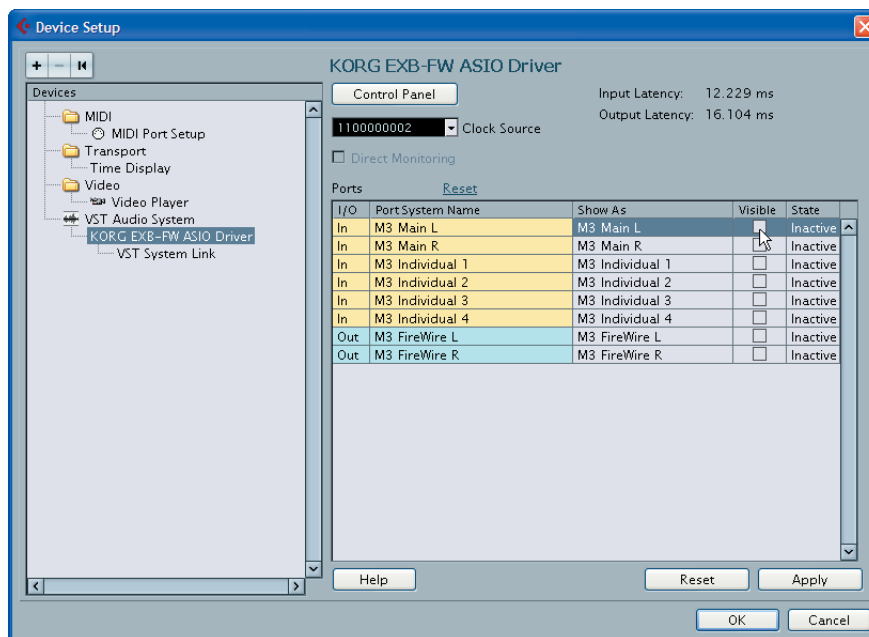 Device Setup
Devices
MIDI
MIDI Port Setup
Transport
Time Display
Video
Video Player
VST Audio System
KORG EXB-FW ASIO Driver
VST System Link
KORG EXB-FW ASIO Driver
Control Panel
Input Latency: 12.229 ms
Output Latency: 16.104 ms
1100000002 Clock Source
Direct Monitoring
Ports Reset
I/O Port System Name Show As Visible State
In M3 Main L M3 Main L Inactive
In M3 Main R M3 Main R Inactive
In M3 Individual 1 M3 Individual 1 Inactive
In M3 Individual 2 M3 Individual 2 Inactive
In M3 Individual 3 M3 Individual 3 Inactive
In M3 Individual 4 M3 Individual 4 Inactive
Out M3 FireWire L M3 FireWire L Inactive
Out M3 FireWire R M3 FireWire R Inactive
Help Reset Apply
OK Cancel